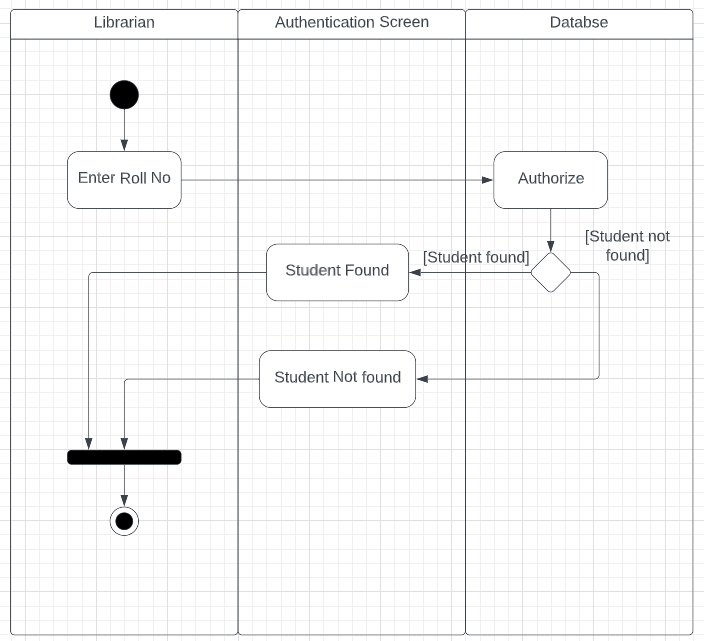 Librarian
Authentication Screen
Databse
Enter Roll No
Authorize
[Student not
found]
[Student found]
Student Found
Student Not found